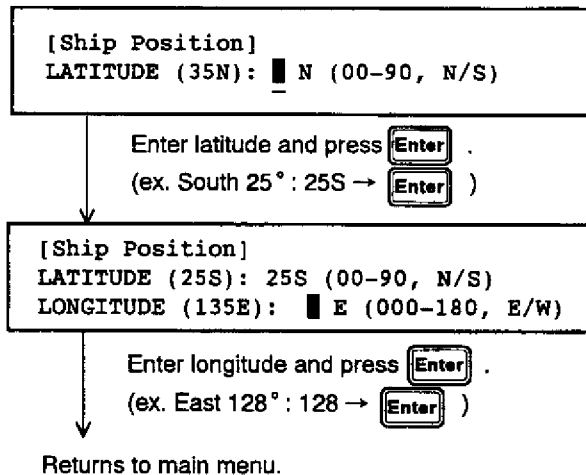 [Ship Position]
LATITUDE (35N): N (00-90, N/S)
Enter latitude and press Enter .
(ex. South 25° : 25S → Enter )
[Ship Position]
LATITUDE (25S): 25S (00-90, N/S)
LONGITUDE (135E): E (000-180, E/W)
Enter longitude and press Enter .
(ex. East 128° : 128 → Enter )
Returns to main menu.